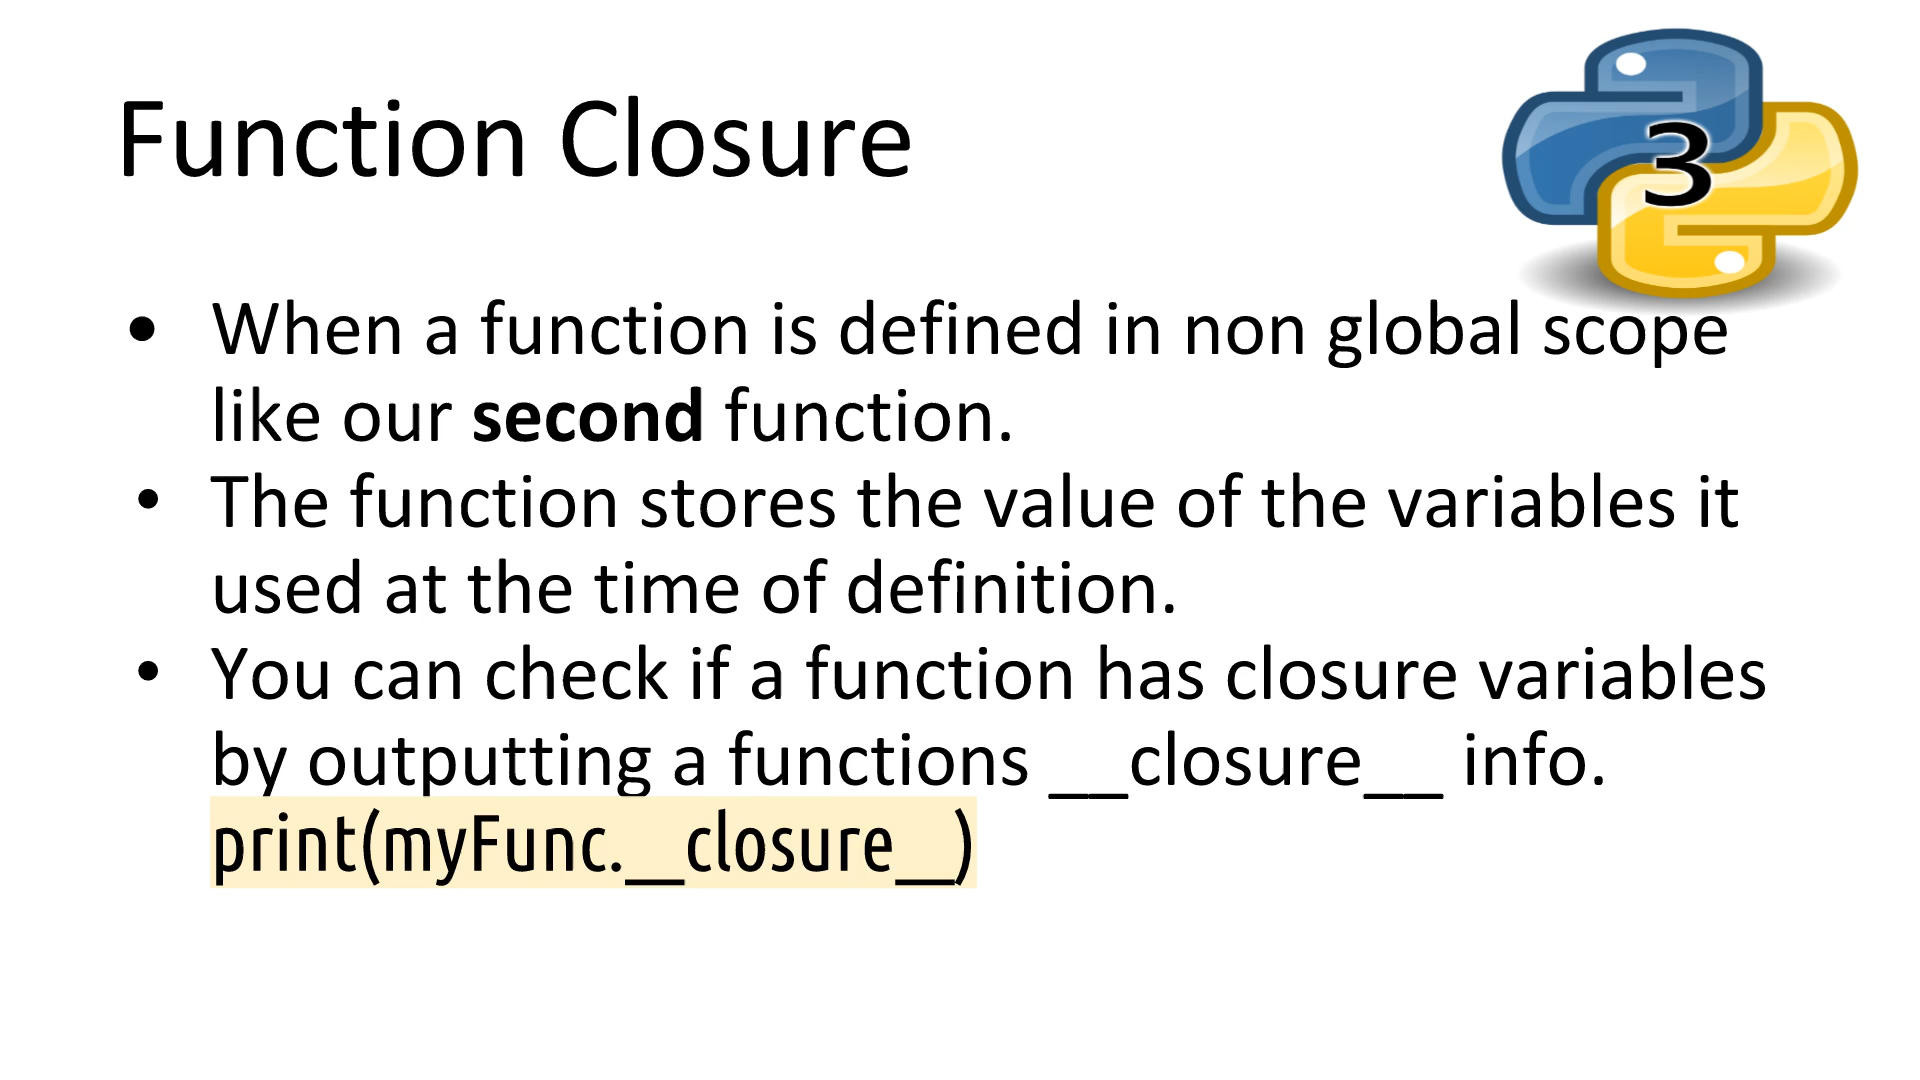 Function Closure
3
• When a function is defined in non global scope
like our second function.
• The function stores the value of the variables it
used at the time of definition.
• You can check if a function has closure variables
by outputting a functions __closure__ info.
print(myFunc.__closure__)